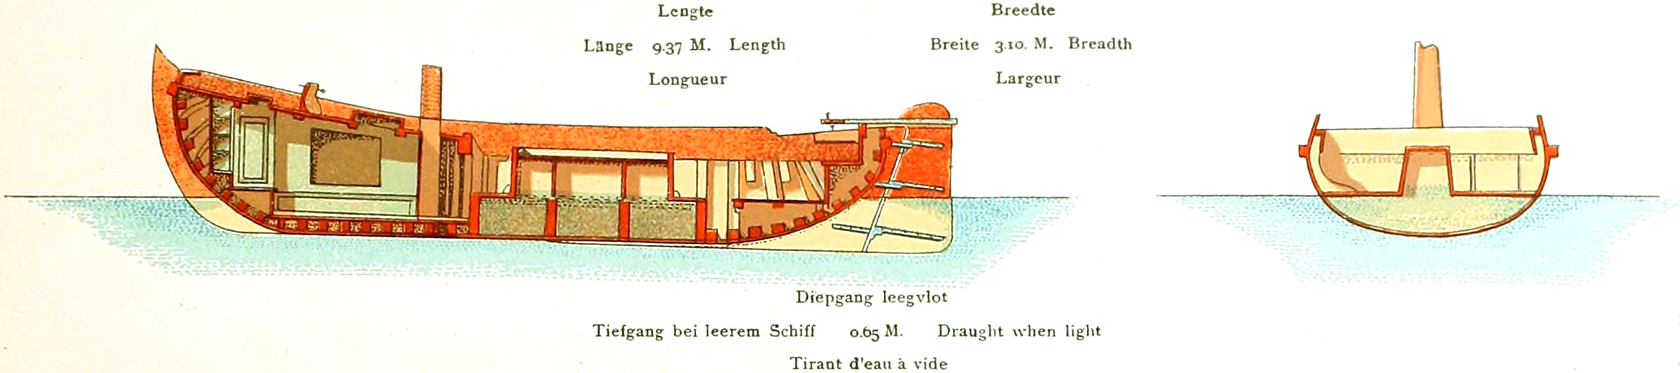 Lengte
Länge 9.37 M. Length
Longueur
Breedte
Breite 3.10. M. Breadth
Largeur
Diepgang leegvlot
Tiefgang bei leerem Schiff 0.65 M. Draught when light
Tirant d'eau à vide